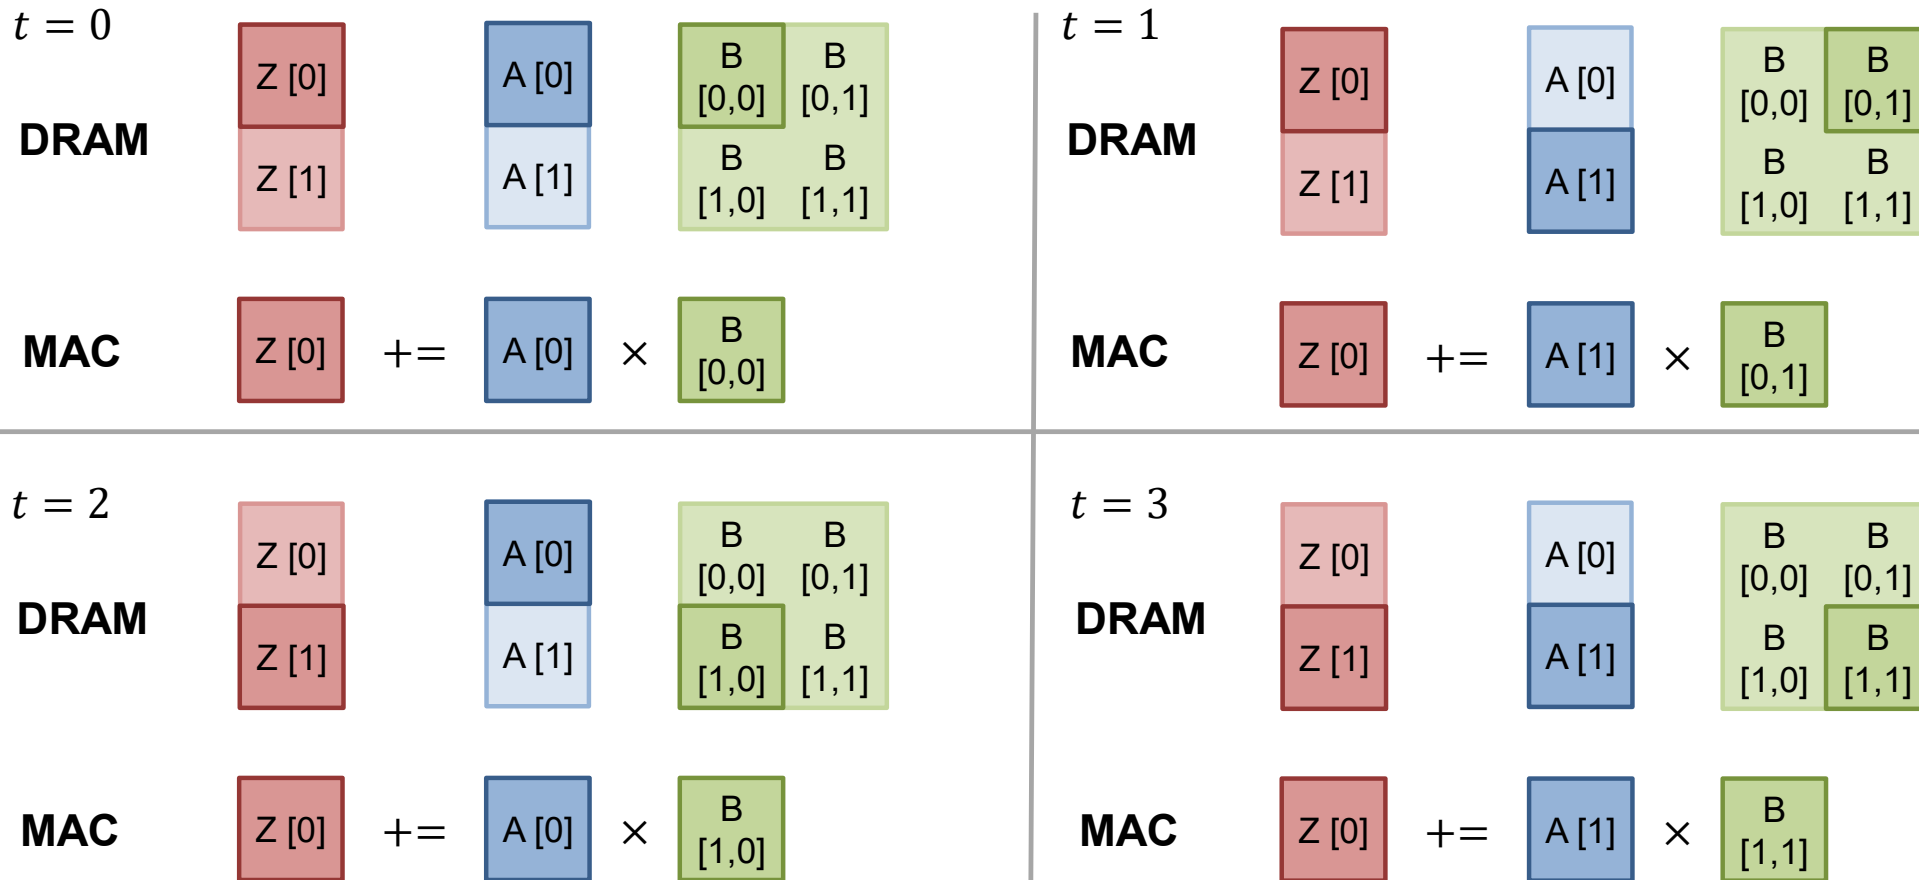 t = 0
DRAM
Z [0]
Z [1]
A [0]
A [1]
B B
[0,0] [0,1]
B B
[1,0] [1,1]
MAC
Z [0] += A [0] × B [0,0]
t = 1
DRAM
Z [0]
Z [1]
A [0]
A [1]
B B
[0,0] [0,1]
B B
[1,0] [1,1]
MAC
Z [0] += A [1] × B [0,1]
t = 2
DRAM
Z [0]
Z [1]
A [0]
A [1]
B B
[0,0] [0,1]
B B
[1,0] [1,1]
MAC
Z [0] += A [0] × B [1,0]
t = 3
DRAM
Z [0]
Z [1]
A [0]
A [1]
B B
[0,0] [0,1]
B B
[1,0] [1,1]
MAC
Z [0] += A [1] × B [1,1]